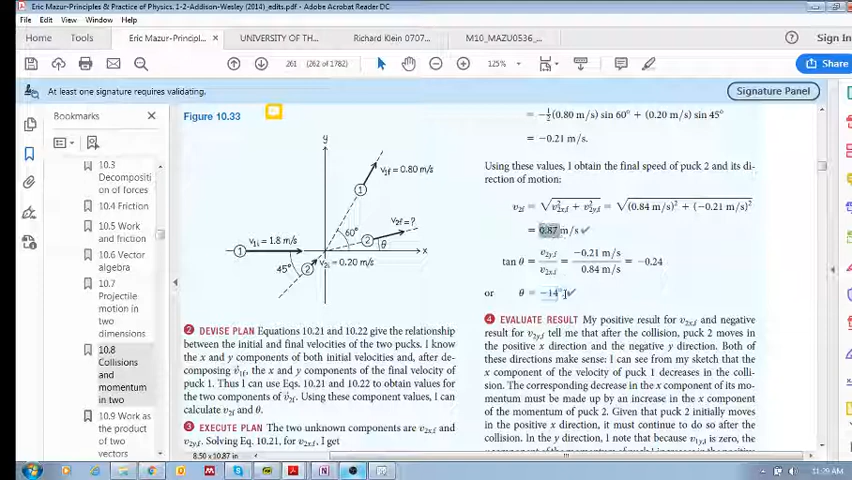 Eric Mazur-Principles & Practice of Physics. 1-2-Addison-Wesley (2014)_edits.pdf - Adobe Acrobat Reader DC
File Edit View Window Help
Home Tools Eric Mazur-Principl... × UNIVERSITY OF TH... Richard Klein 0707... M10_MAZU0536_... Sign In
261 (262 of 1782) 125% Share
At least one signature requires validating. Signature Panel
Bookmarks ×
10.3
Decompositi
on of forces
10.4 Friction
10.5 Work
and friction
10.6 Vector
algebra
10.7
Projectile
motion in
two
dimensions
10.8
Collisions
and
momentum
in two
10.9 Work as
the product
of two
vectors
Figure 10.33
y
v1f = 0.80 m/s
1
v2f = ?
60°
2
θ
x
v1i = 1.8 m/s
1
45°
2
v2i = 0.20 m/s
2 DEVISE PLAN Equations 10.21 and 10.22 give the relationship
between the initial and final velocities of the two pucks. I know
the x and y components of both initial velocities and, after de-
composing v⃗1f, the x and y components of the final velocity of
puck 1. Thus I can use Eqs. 10.21 and 10.22 to obtain values for
the two components of v⃗2f. Using these component values, I can
calculate v2f and θ.
3 EXECUTE PLAN The two unknown components are v2x,f and
v2y,f. Solving Eq. 10.21, for v2x,f, I get
8.50 x 10.87 in
= −½(0.80 m/s) sin 60° + (0.20 m/s) sin 45°
= −0.21 m/s.
Using these values, I obtain the final speed of puck 2 and its di-
rection of motion:
v2f = √v²2x,f + v²2y,f = √(0.84 m/s)² + (−0.21 m/s)²
= 0.87 m/s ✔
tan θ = v2y,f / v2x,f = −0.21 m/s / 0.84 m/s = −0.24
or θ = −14°. ✔
4 EVALUATE RESULT My positive result for v2x,f and negative
result for v2y,f tell me that after the collision, puck 2 moves in
the positive x direction and the negative y direction. Both of
these directions make sense: I can see from my sketch that the
x component of the velocity of puck 1 decreases in the colli-
sion. The corresponding decrease in the x component of its mo-
mentum must be made up by an increase in the x component
of the momentum of puck 2. Given that puck 2 initially moves
in the positive x direction, it must continue to do so after the
collision. In the y direction, I note that because v1y,i is zero, the
11:29 AM